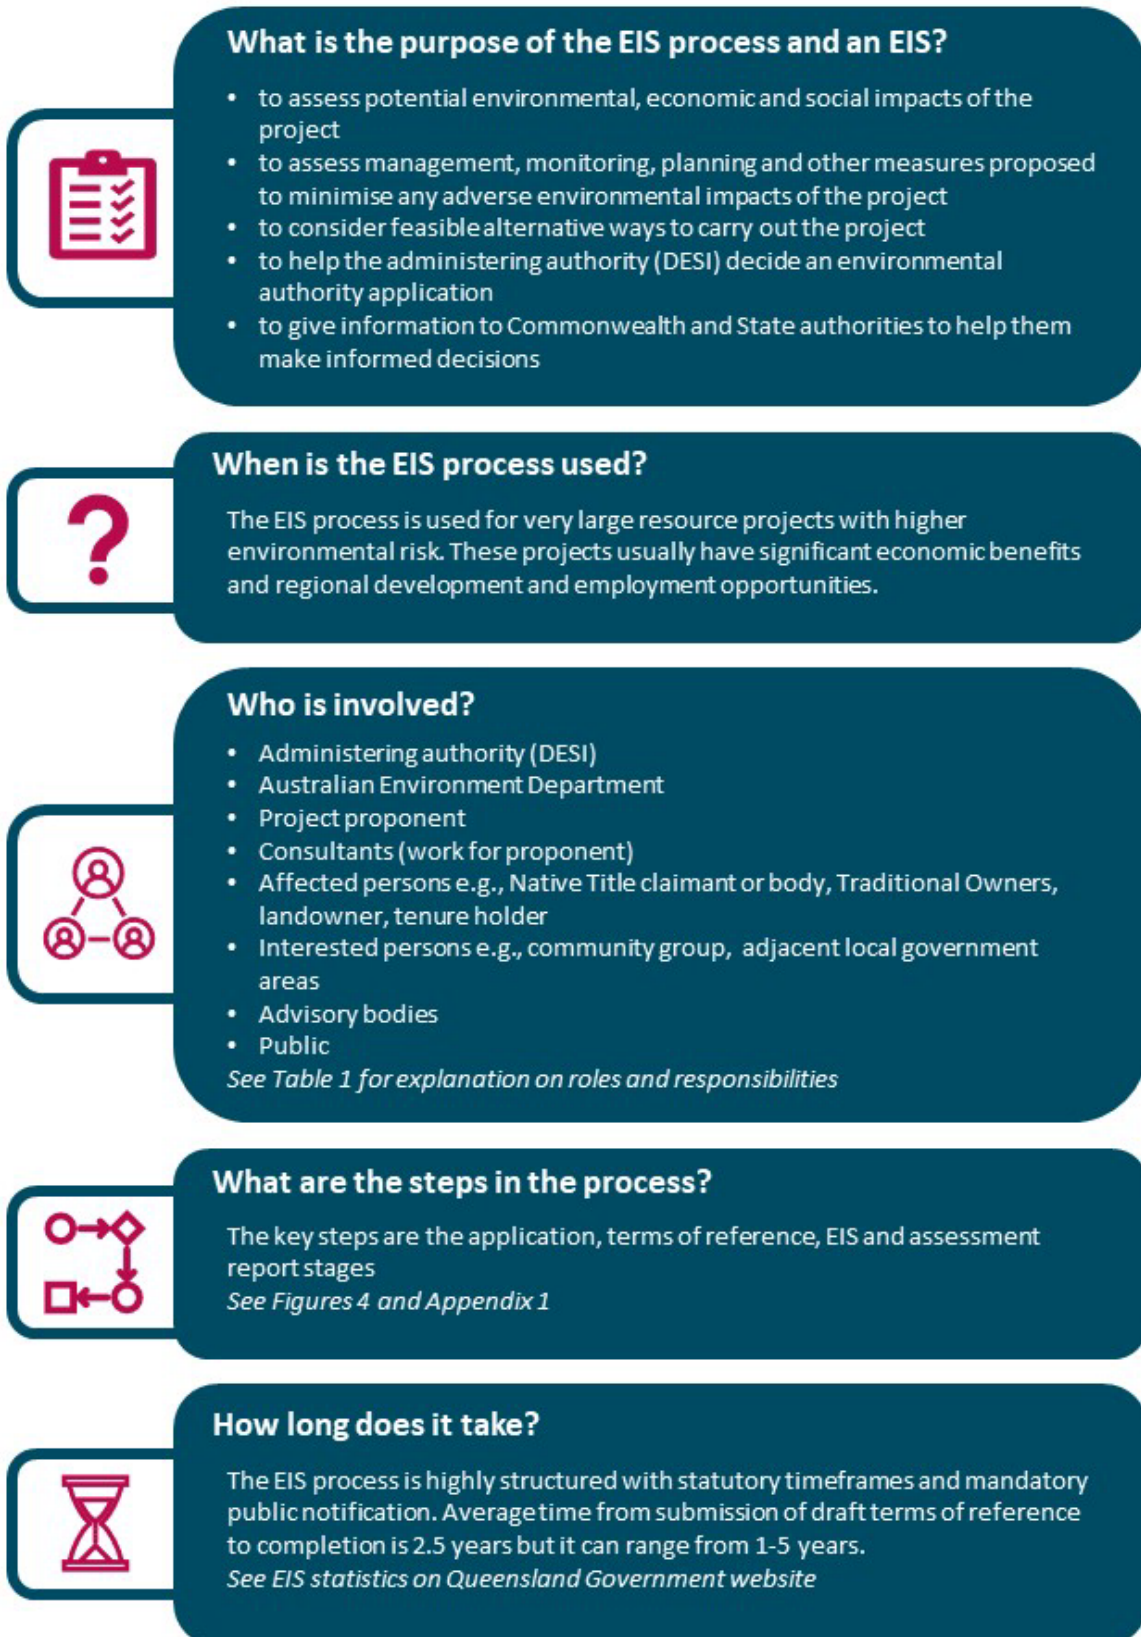 What is the purpose of the EIS process and an EIS?
• to assess potential environmental, economic and social impacts of the
project
• to assess management, monitoring, planning and other measures proposed
to minimise any adverse environmental impacts of the project
• to consider feasible alternative ways to carry out the project
• to help the administering authority (DESI) decide an environmental
authority application
• to give information to Commonwealth and State authorities to help them
make informed decisions
When is the EIS process used?
The EIS process is used for very large resource projects with higher
environmental risk. These projects usually have significant economic benefits
and regional development and employment opportunities.
Who is involved?
• Administering authority (DESI)
• Australian Environment Department
• Project proponent
• Consultants (work for proponent)
• Affected persons e.g., Native Title claimant or body, Traditional Owners,
landowner, tenure holder
• Interested persons e.g., community group, adjacent local government
areas
• Advisory bodies
• Public
See Table 1 for explanation on roles and responsibilities
What are the steps in the process?
The key steps are the application, terms of reference, EIS and assessment
report stages
See Figures 4 and Appendix 1
How long does it take?
The EIS process is highly structured with statutory timeframes and mandatory
public notification. Average time from submission of draft terms of reference
to completion is 2.5 years but it can range from 1-5 years.
See EIS statistics on Queensland Government website